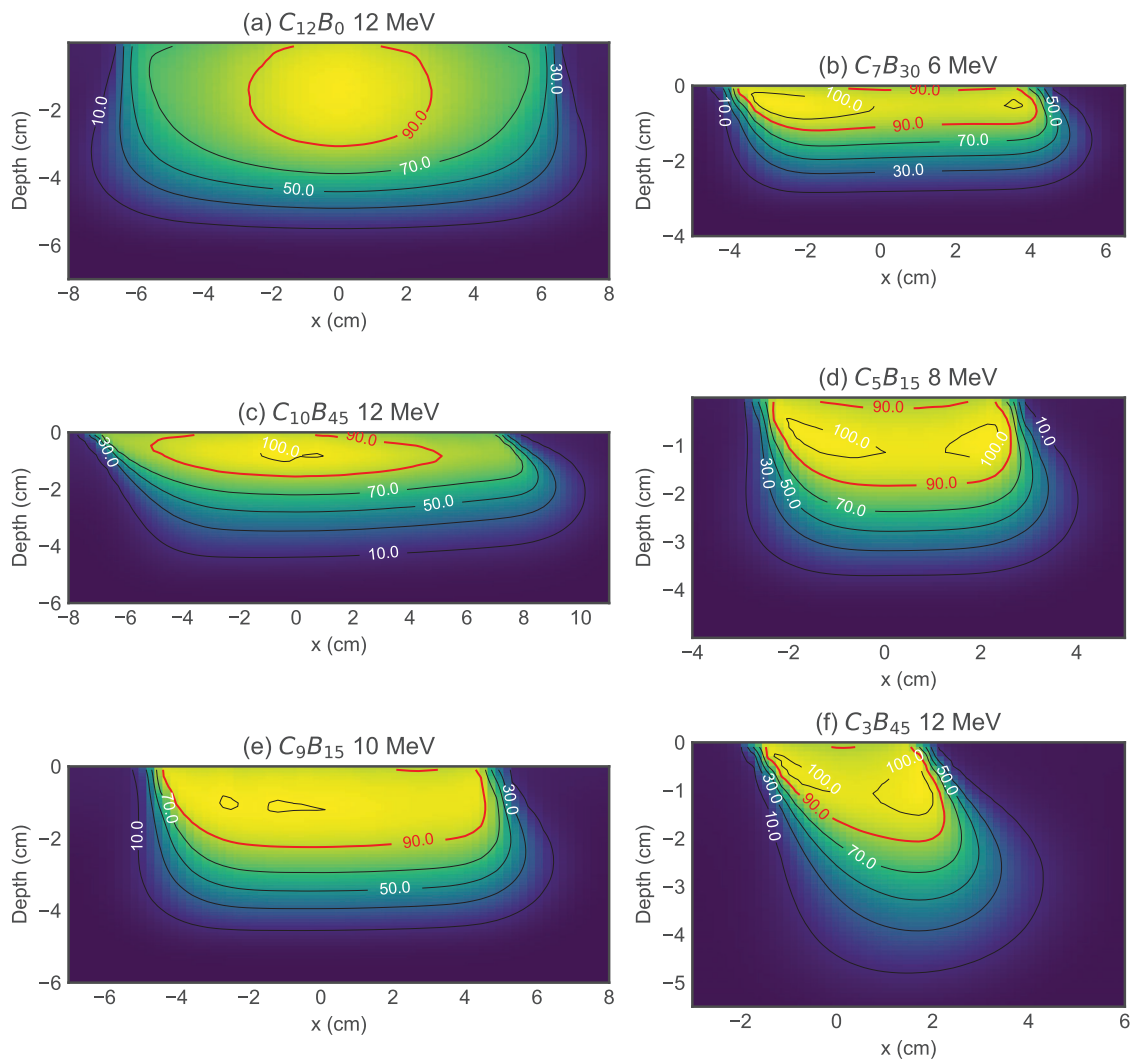 (a) C12B0 12 MeV
Depth (cm)
−2
−4
−6
10.0
30.0
90.0
70.0
50.0
−8 −6 −4 −2 0 2 4 6 8
x (cm)
(b) C7B30 6 MeV
Depth (cm)
0
−2
−4
10.0
100.0
90.0
50.0
90.0
70.0
30.0
−4 −2 0 2 4 6
x (cm)
(c) C10B45 12 MeV
Depth (cm)
0
−2
−4
−6
30.0
100.0
90.0
70.0
50.0
10.0
−8 −6 −4 −2 0 2 4 6 8 10
x (cm)
(d) C5B15 8 MeV
Depth (cm)
−1
−2
−3
−4
90.0
100.0
100.0
10.0
30.0
50.0
70.0
90.0
−4 −2 0 2 4
x (cm)
(e) C9B15 10 MeV
Depth (cm)
0
−2
−4
−6
70.0
30.0
10.0
90.0
50.0
−6 −4 −2 0 2 4 6 8
x (cm)
(f) C3B45 12 MeV
Depth (cm)
0
−1
−2
−3
−4
−5
100.0
100.0
50.0
30.0
10.0
90.0
70.0
−2 0 2 4 6
x (cm)